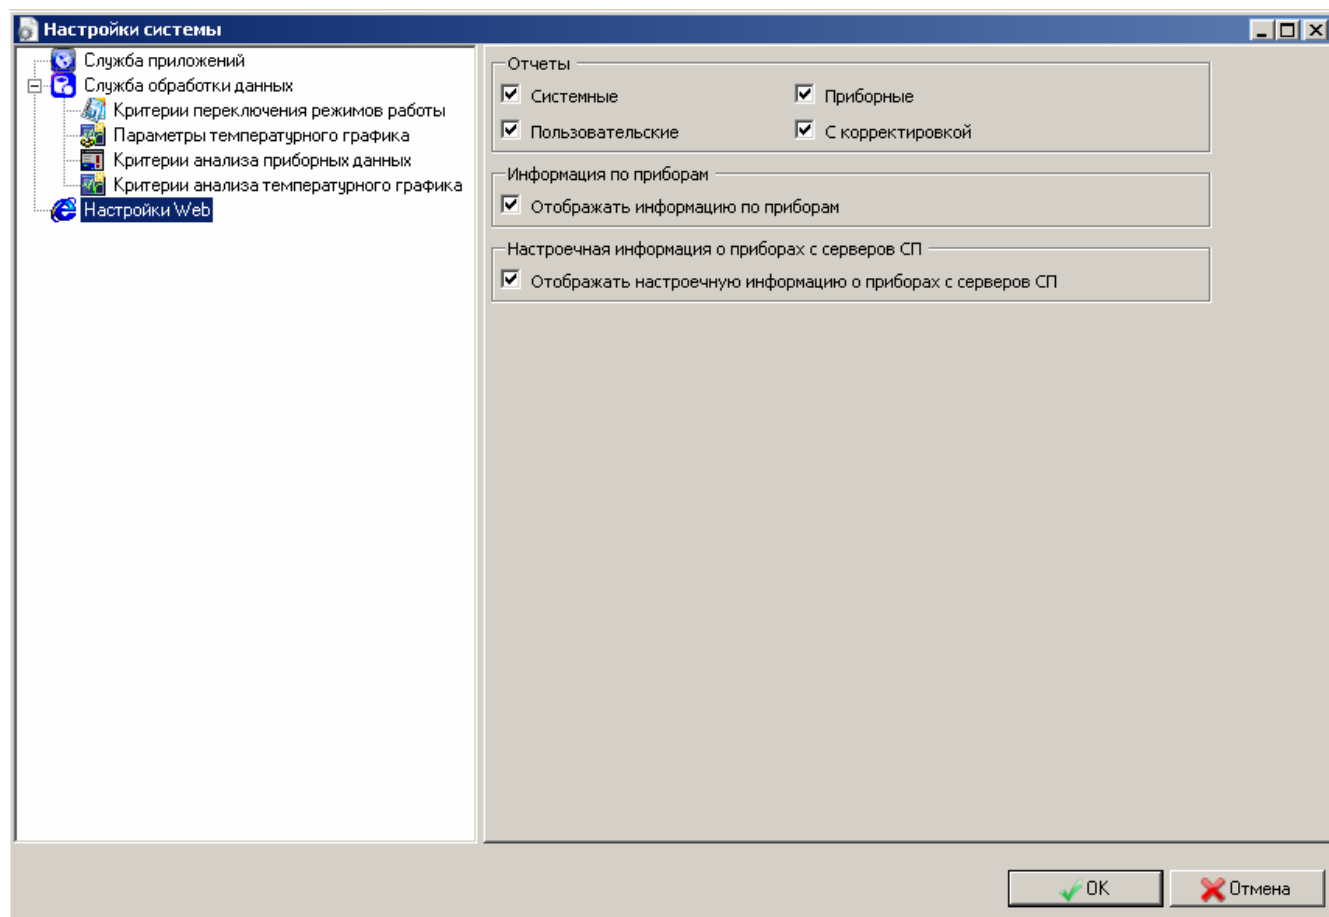 Настройки системы
Служба приложений
Служба обработки данных
Критерии переключения режимов работы
Параметры температурного графика
Критерии анализа приборных данных
Критерии анализа температурного графика
Настройки Web
Отчеты
Системные Приборные
Пользовательские С корректировкой
Информация по приборам
Отображать информацию по приборам
Настроечная информация о приборах с серверов СП
Отображать настроечную информацию о приборах с серверов СП
OK Отмена